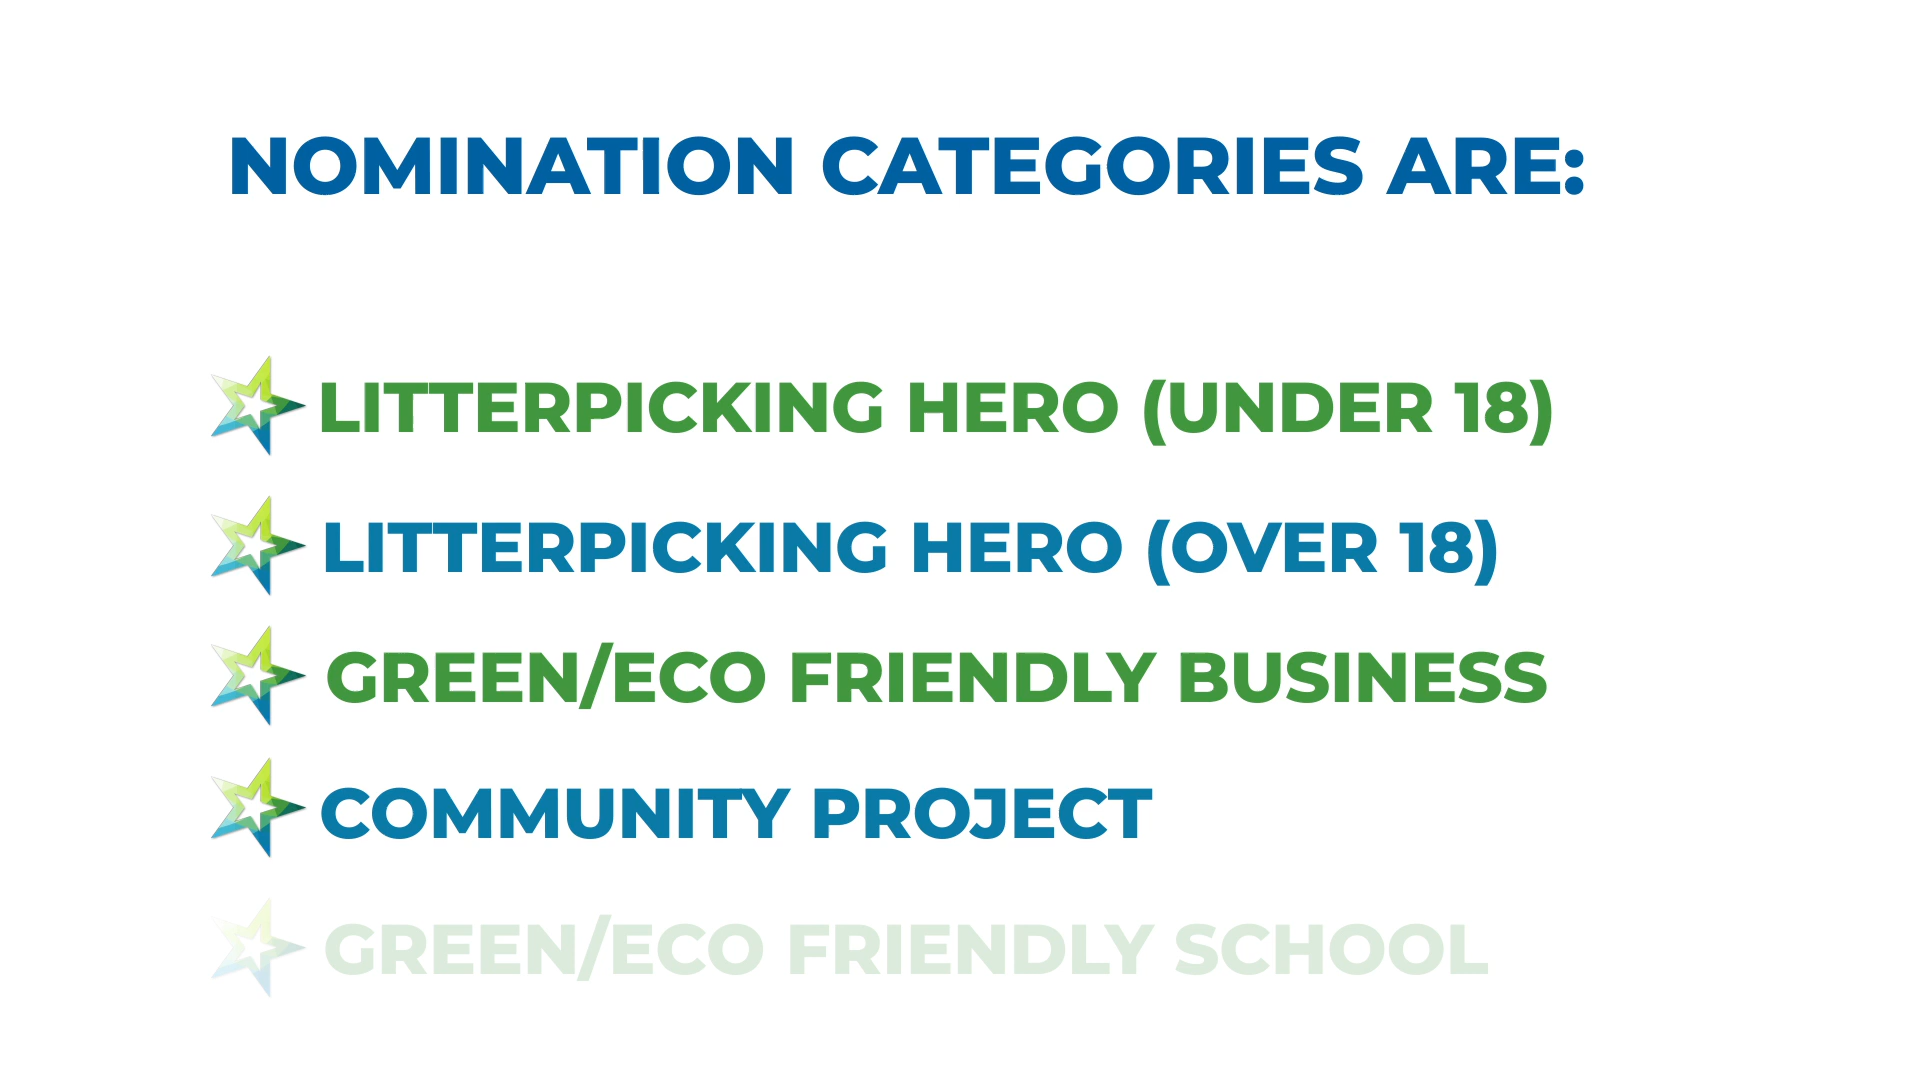 NOMINATION CATEGORIES ARE:
LITTERPICKING HERO (UNDER 18)
LITTERPICKING HERO (OVER 18)
GREEN/ECO FRIENDLY BUSINESS
COMMUNITY PROJECT
GREEN/ECO FRIENDLY SCHOOL